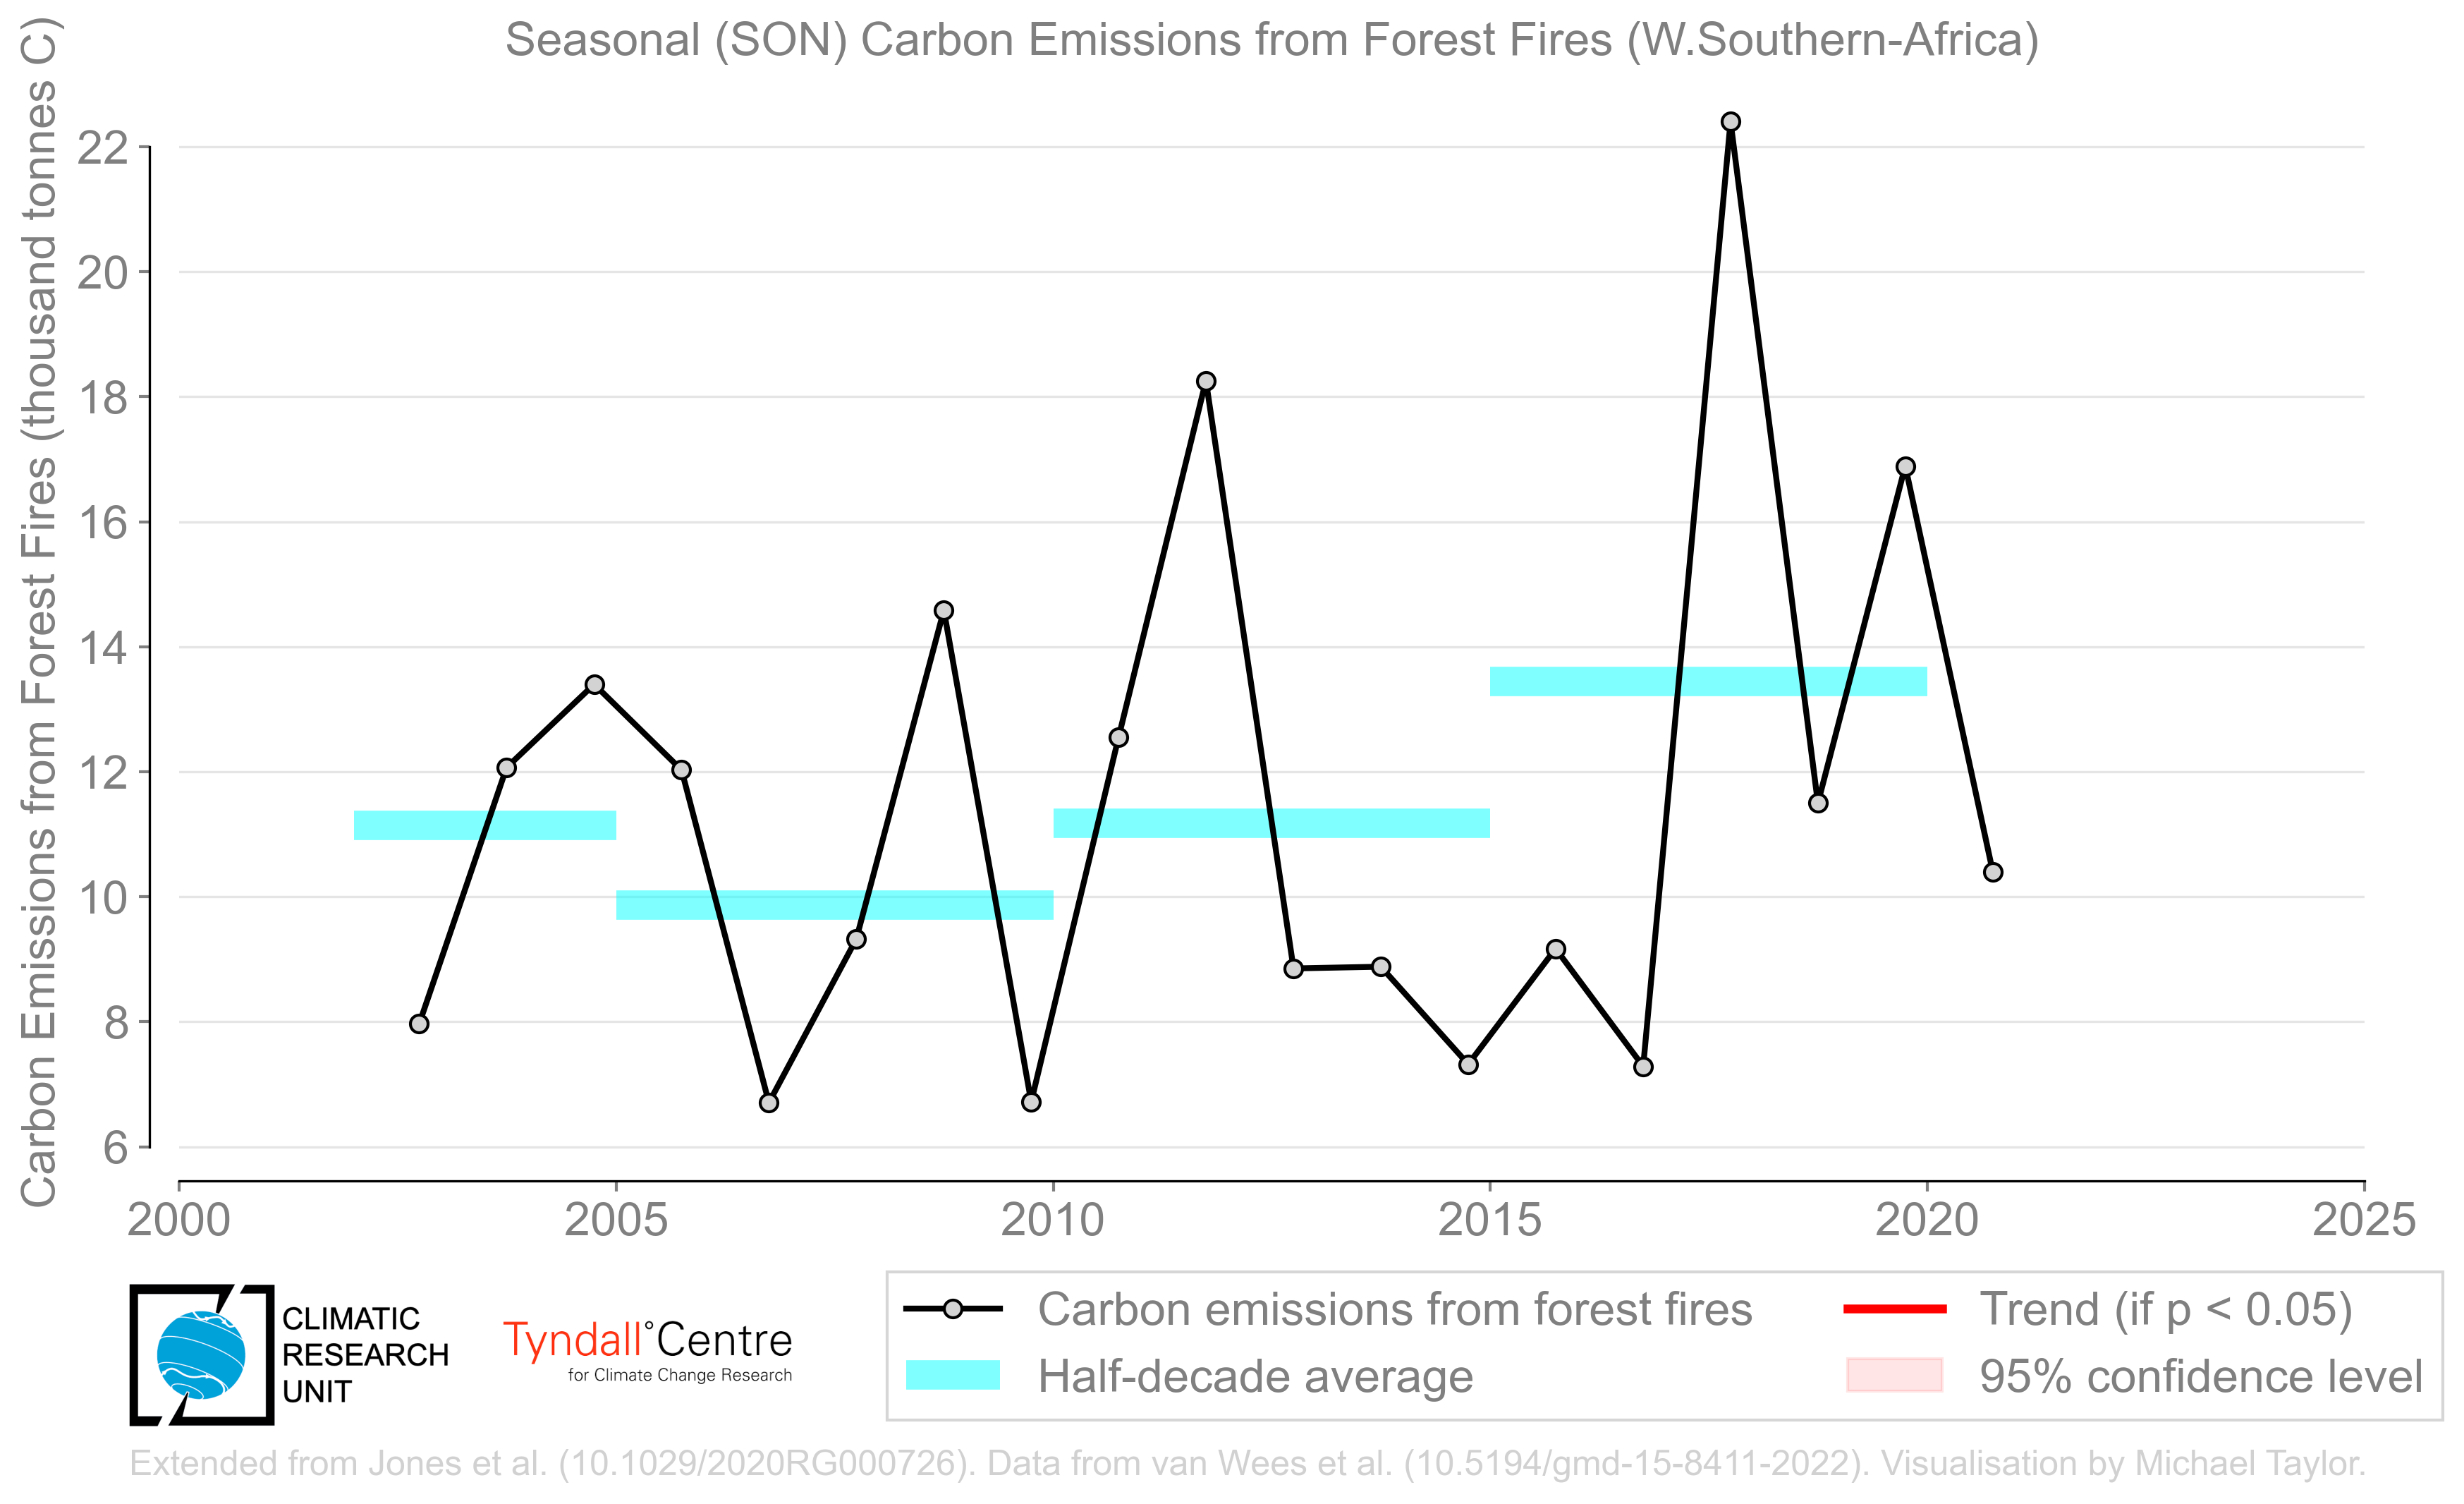 Seasonal (SON) Carbon Emissions from Forest Fires (W.Southern-Africa)
Carbon Emissions from Forest Fires (thousand tonnes C)
22
20
18
16
14
12
10
8
6
2000 2005 2010 2015 2020 2025
CLIMATIC
RESEARCH
UNIT
Tyndall°Centre
for Climate Change Research
Carbon emissions from forest fires
Half-decade average
Trend (if p < 0.05)
95% confidence level
Extended from Jones et al. (10.1029/2020RG000726). Data from van Wees et al. (10.5194/gmd-15-8411-2022). Visualisation by Michael Taylor.